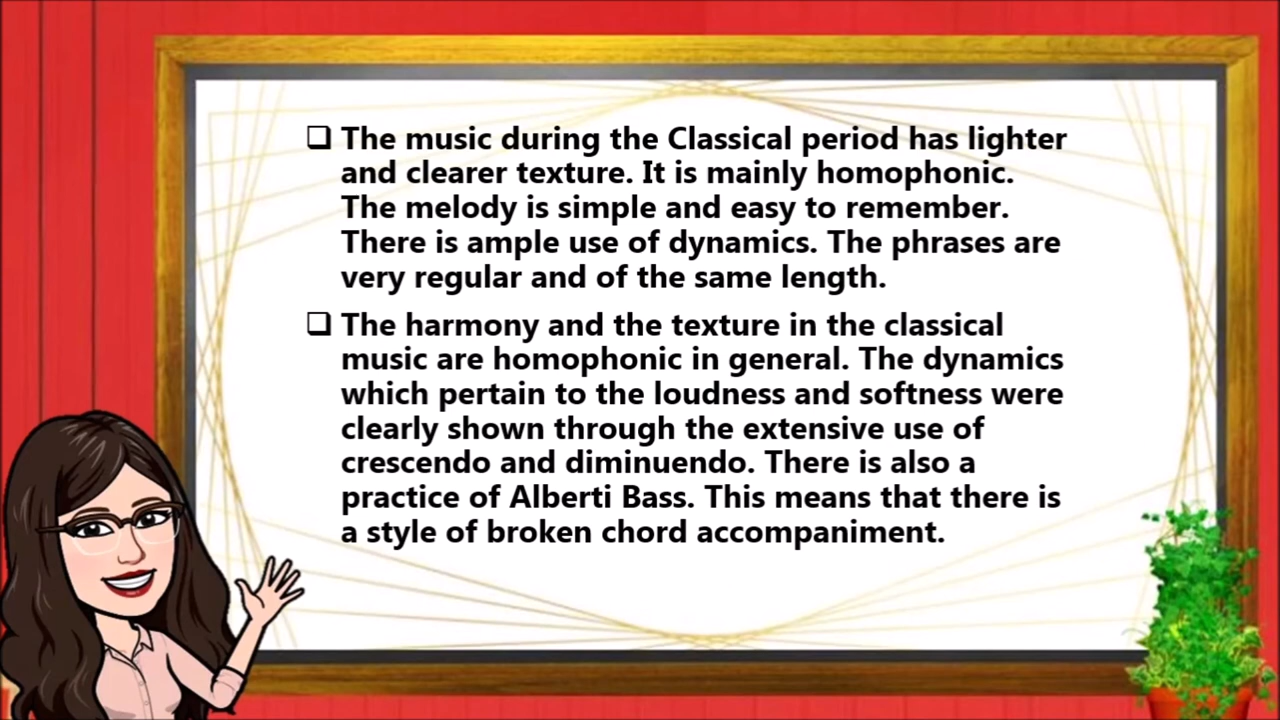 ❑ The music during the Classical period has lighter
and clearer texture. It is mainly homophonic.
The melody is simple and easy to remember.
There is ample use of dynamics. The phrases are
very regular and of the same length.
❑ The harmony and the texture in the classical
music are homophonic in general. The dynamics
which pertain to the loudness and softness were
clearly shown through the extensive use of
crescendo and diminuendo. There is also a
practice of Alberti Bass. This means that there is
a style of broken chord accompaniment.